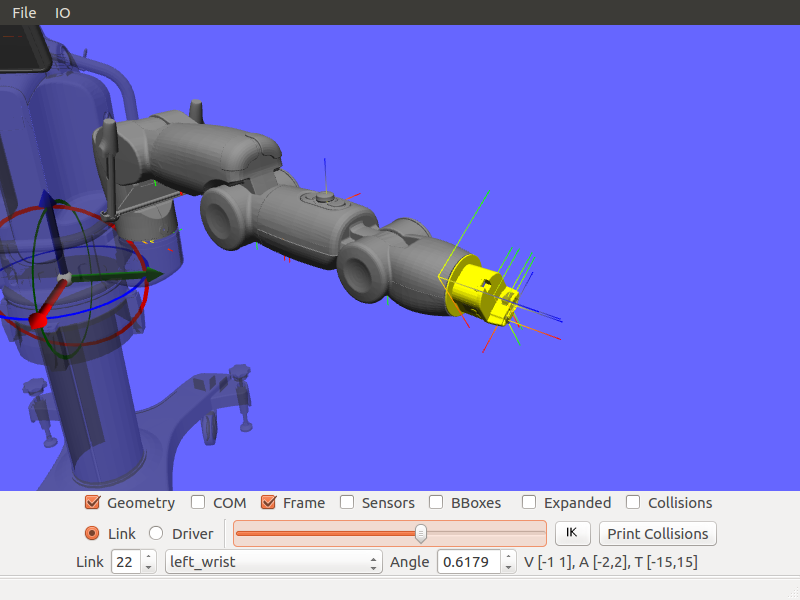 File IO
Geometry COM Frame Sensors BBoxes Expanded Collisions
Link Driver IK Print Collisions
Link 22 left_wrist Angle 0.6179 V [-1 1], A [-2,2], T [-15,15]